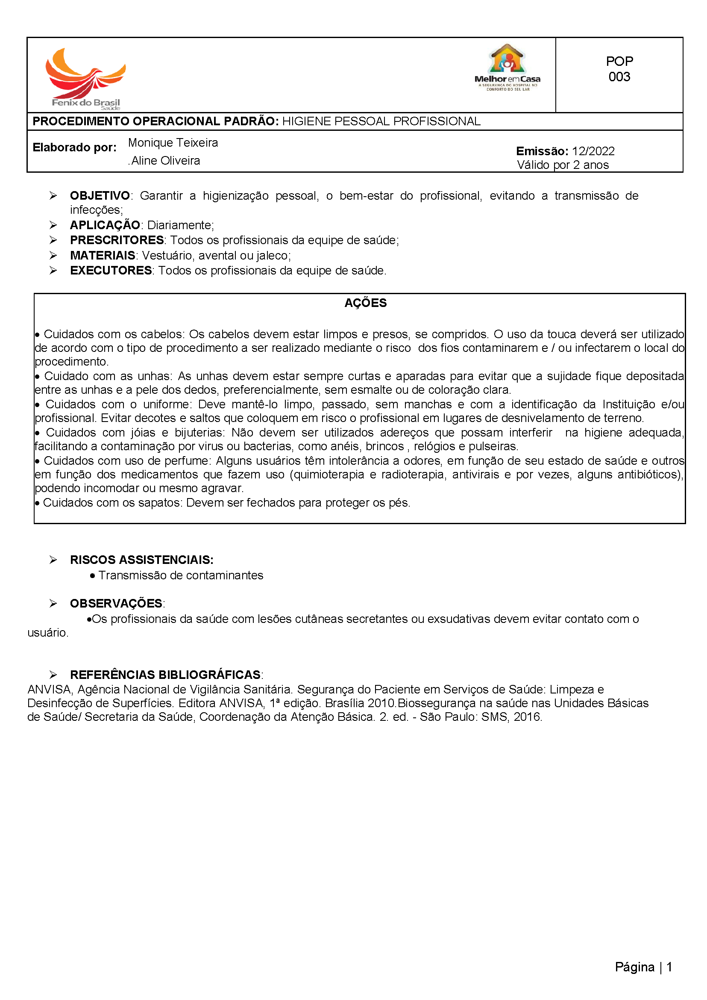 Fenix do Brasil
Saúde
Melhor em Casa
A SEGURANÇA DO HOSPITAL NO
CONFORTO DO SEU LAR
POP
003
PROCEDIMENTO OPERACIONAL PADRÃO: HIGIENE PESSOAL PROFISSIONAL
Elaborado por: Monique Teixeira
.Aline Oliveira
Emissão: 12/2022
Válido por 2 anos
➢ OBJETIVO: Garantir a higienização pessoal, o bem-estar do profissional, evitando a transmissão de
infecções;
➢ APLICAÇÃO: Diariamente;
➢ PRESCRITORES: Todos os profissionais da equipe de saúde;
➢ MATERIAIS: Vestuário, avental ou jaleco;
➢ EXECUTORES: Todos os profissionais da equipe de saúde.
AÇÕES
• Cuidados com os cabelos: Os cabelos devem estar limpos e presos, se compridos. O uso da touca deverá ser utilizado
de acordo com o tipo de procedimento a ser realizado mediante o risco  dos fios contaminarem e / ou infectarem o local do
procedimento.
• Cuidado com as unhas: As unhas devem estar sempre curtas e aparadas para evitar que a sujidade fique depositada
entre as unhas e a pele dos dedos, preferencialmente, sem esmalte ou de coloração clara.
• Cuidados com o uniforme: Deve mantê-lo limpo, passado, sem manchas e com a identificação da Instituição e/ou
profissional. Evitar decotes e saltos que coloquem em risco o profissional em lugares de desnivelamento de terreno.
• Cuidados com jóias e bijuterias: Não devem ser utilizados adereços que possam interferir  na higiene adequada,
facilitando a contaminação por virus ou bacterias, como anéis, brincos , relógios e pulseiras.
• Cuidados com uso de perfume: Alguns usuários têm intolerância a odores, em função de seu estado de saúde e outros
em função dos medicamentos que fazem uso (quimioterapia e radioterapia, antivirais e por vezes, alguns antibióticos),
podendo incomodar ou mesmo agravar.
• Cuidados com os sapatos: Devem ser fechados para proteger os pés.
➢ RISCOS ASSISTENCIAIS:
• Transmissão de contaminantes
➢ OBSERVAÇÕES:
•Os profissionais da saúde com lesões cutâneas secretantes ou exsudativas devem evitar contato com o
usuário.
➢ REFERÊNCIAS BIBLIOGRÁFICAS:
ANVISA, Agência Nacional de Vigilância Sanitária. Segurança do Paciente em Serviços de Saúde: Limpeza e
Desinfecção de Superfícies. Editora ANVISA, 1ª edição. Brasília 2010.Biossegurança na saúde nas Unidades Básicas
de Saúde/ Secretaria da Saúde, Coordenação da Atenção Básica. 2. ed. - São Paulo: SMS, 2016.
Página | 1